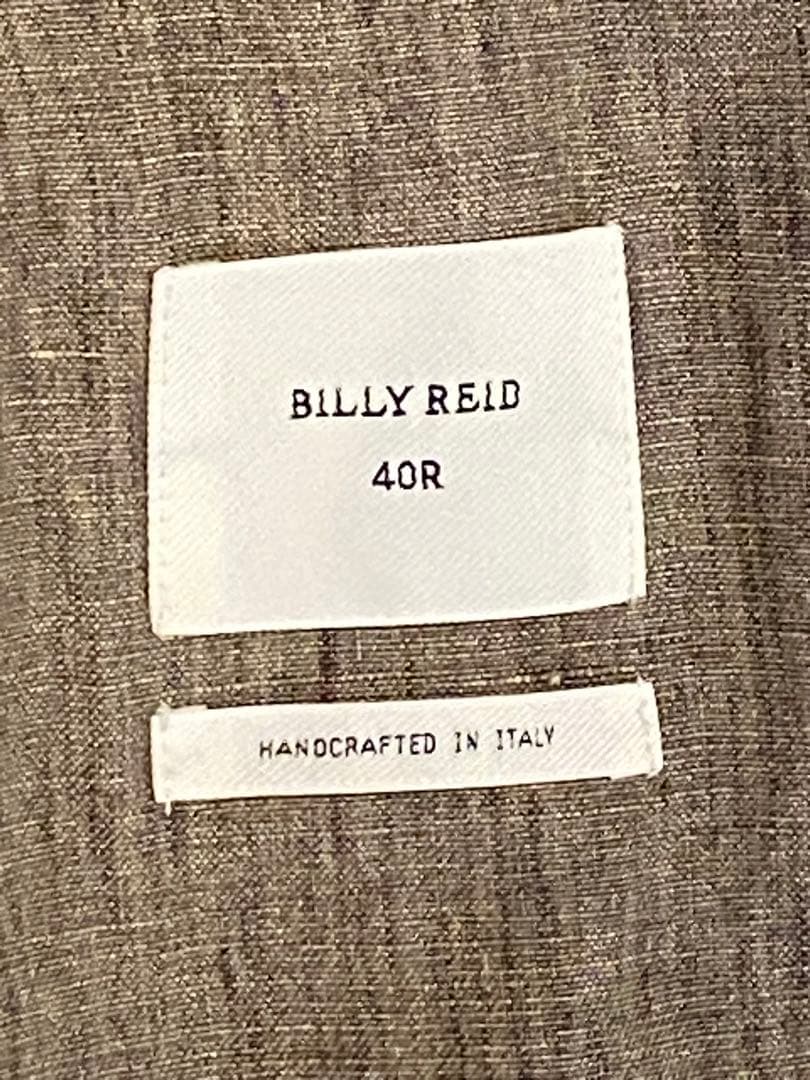 BILLY REID
40R
HANDCRAFTED IN ITALY